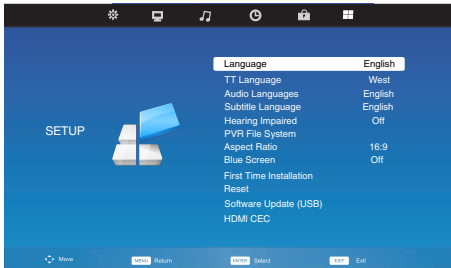 Language English
TT Language West
Audio Languages English
Subtitle Language English
Hearing Impaired Off
PVR File System
SETUP
Aspect Ratio 16:9
Blue Screen Off
First Time Installation
Reset
Software Update (USB)
HDMI CEC
Move MENU Return ENTER Select EXIT Exit